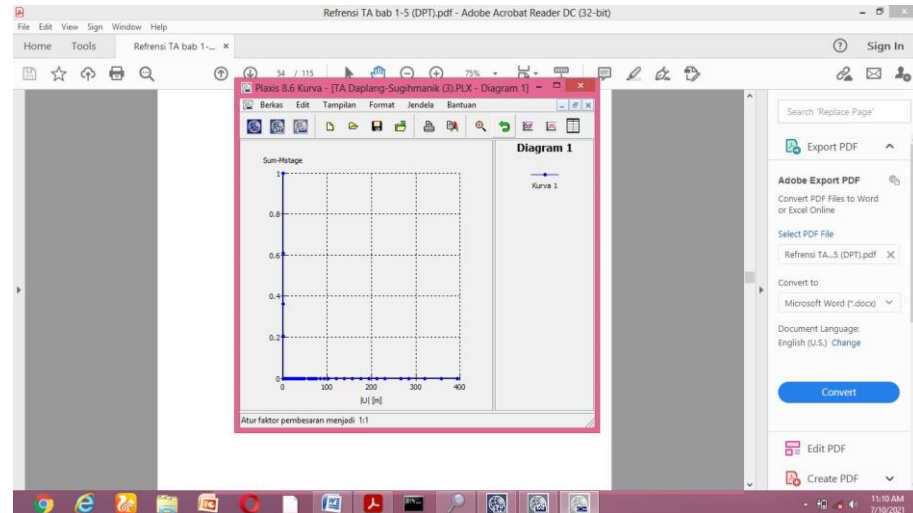 Refrensi TA bab 1-5 (DPT).pdf - Adobe Acrobat Reader DC (32-bit)
File Edit View Sign Window Help
Home Tools Refrensi TA bab 1-... ×
Sign In
54 / 115
75%
Plaxis 8.6 Kurva - [TA Daplang-Sugihmanik (3).PLX - Diagram 1]
Berkas Edit Tampilan Format Jendela Bantuan
Diagram 1
Kurva 1
Sum-Mstage
1
0.8
0.6
0.4
0.2
0
0 100 200 300 400
|U| [m]
Atur faktor pembesaran menjadi 1:1
Search 'Replace Page'
Export PDF
Adobe Export PDF
Convert PDF Files to Word
or Excel Online
Select PDF File
Refrensi TA...5 (DPT).pdf X
Convert to
Microsoft Word (*.docx)
Document Language:
English (U.S.) Change
Convert
Edit PDF
Create PDF
11:10 AM
7/10/2021